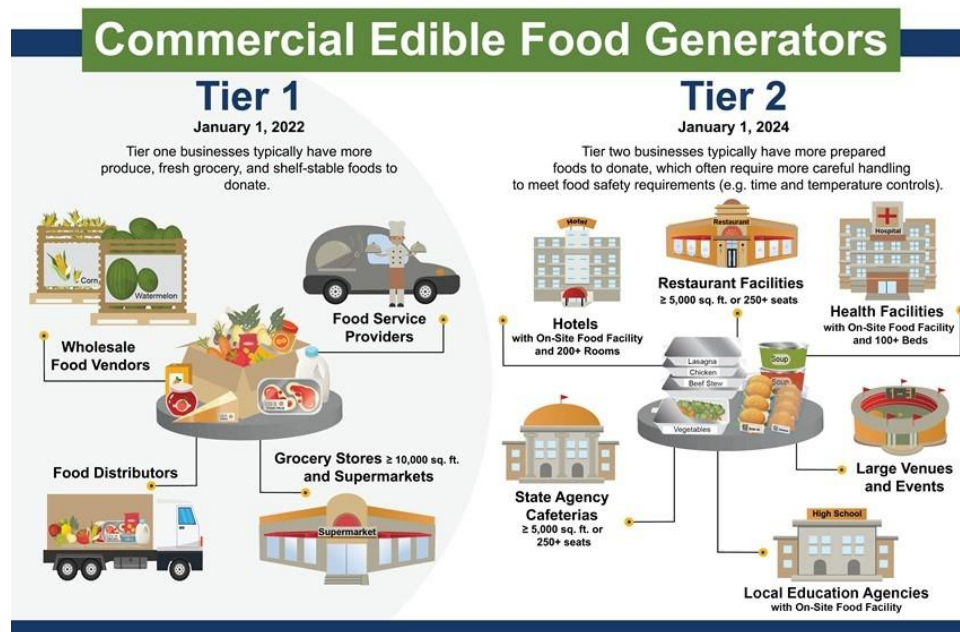 Commercial Edible Food Generators
Tier 1
January 1, 2022
Tier one businesses typically have more
produce, fresh grocery, and shelf-stable foods to
donate.
Corn
Watermelon
Wholesale
Food Vendors
Food Service
Providers
Food Distributors
Grocery Stores ≥ 10,000 sq. ft.
and Supermarkets
Supermarket
Tier 2
January 1, 2024
Tier two businesses typically have more prepared
foods to donate, which often require more careful handling
to meet food safety requirements (e.g. time and temperature controls).
Hotel
Hotels
with On-Site Food Facility
and 200+ Rooms
Restaurant
Restaurant Facilities
≥ 5,000 sq. ft. or 250+ seats
Hospital
Health Facilities
with On-Site Food Facility
and 100+ Beds
Lasagna
Chicken
Beef Stew
Vegetables
Soup
Soup
State Agency
Cafeterias
≥ 5,000 sq. ft. or
250+ seats
Large Venues
and Events
High School
Local Education Agencies
with On-Site Food Facility